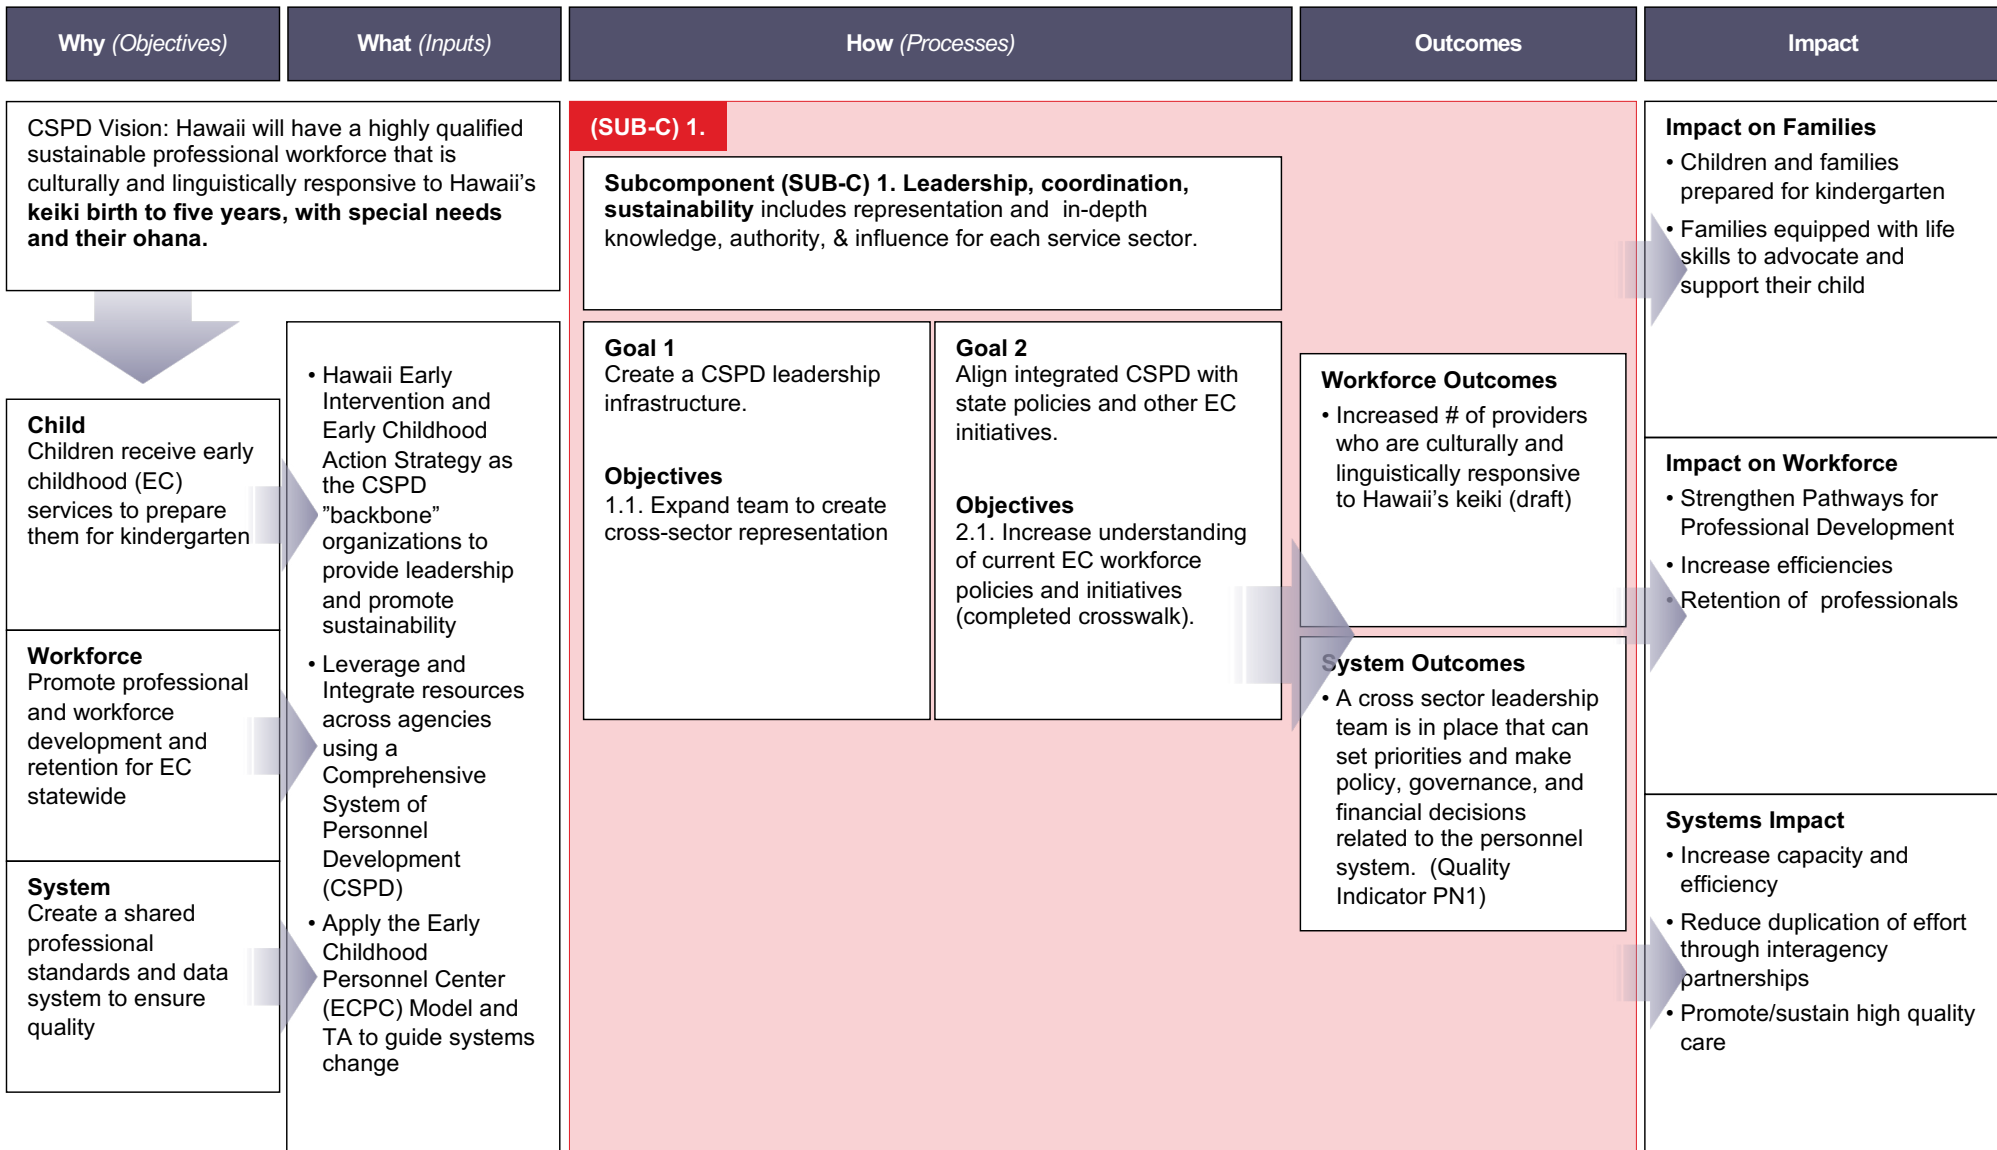 Why (Objectives)
What (Inputs)
How (Processes)
Outcomes
Impact
CSPD Vision: Hawaii will have a highly qualified
sustainable professional workforce that is
culturally and linguistically responsive to Hawaii’s
keiki birth to five years, with special needs
and their ohana.
Child
Children receive early
childhood (EC)
services to prepare
them for kindergarten
Workforce
Promote professional
and workforce
development and
retention for EC
statewide
System
Create a shared
professional
standards and data
system to ensure
quality
• Hawaii Early
Intervention and
Early Childhood
Action Strategy as
the CSPD
”backbone”
organizations to
provide leadership
and promote
sustainability
• Leverage and
Integrate resources
across agencies
using a
Comprehensive
System of
Personnel
Development
(CSPD)
• Apply the Early
Childhood
Personnel Center
(ECPC) Model and
TA to guide systems
change
(SUB-C) 1.
Subcomponent (SUB-C) 1. Leadership, coordination,
sustainability includes representation and in-depth
knowledge, authority, & influence for each service sector.
Goal 1
Create a CSPD leadership
infrastructure.
Objectives
1.1. Expand team to create
cross-sector representation
Goal 2
Align integrated CSPD with
state policies and other EC
initiatives.
Objectives
2.1. Increase understanding
of current EC workforce
policies and initiatives
(completed crosswalk).
Workforce Outcomes
• Increased # of providers
who are culturally and
linguistically responsive
to Hawaii’s keiki (draft)
System Outcomes
• A cross sector leadership
team is in place that can
set priorities and make
policy, governance, and
financial decisions
related to the personnel
system. (Quality
Indicator PN1)
Impact on Families
• Children and families
prepared for kindergarten
• Families equipped with life
skills to advocate and
support their child
Impact on Workforce
• Strengthen Pathways for
Professional Development
• Increase efficiencies
• Retention of professionals
Systems Impact
• Increase capacity and
efficiency
• Reduce duplication of effort
through interagency
partnerships
• Promote/sustain high quality
care